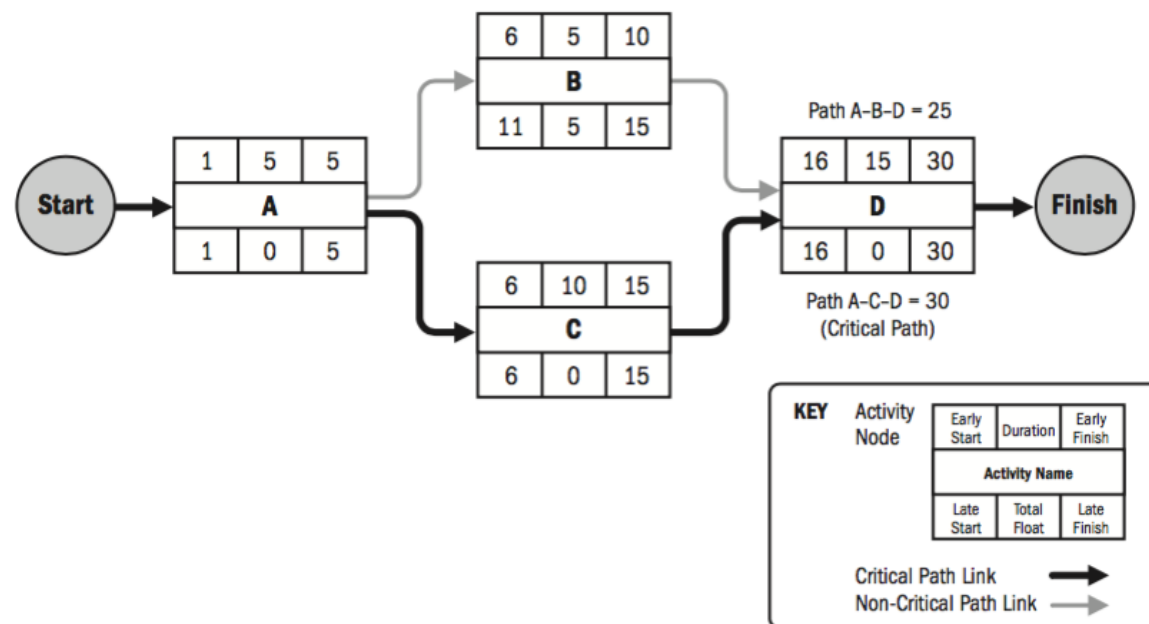 6 5 10
B
11 5 15
Path A–B–D = 25
1 5 5
A
1 0 5
16 15 30
D
16 0 30
Start
Finish
6 10 15
C
6 0 15
Path A–C–D = 30
(Critical Path)
KEY
Activity
Node
Early
Start
Duration
Early
Finish
Activity Name
Late
Start
Total
Float
Late
Finish
Critical Path Link
Non-Critical Path Link